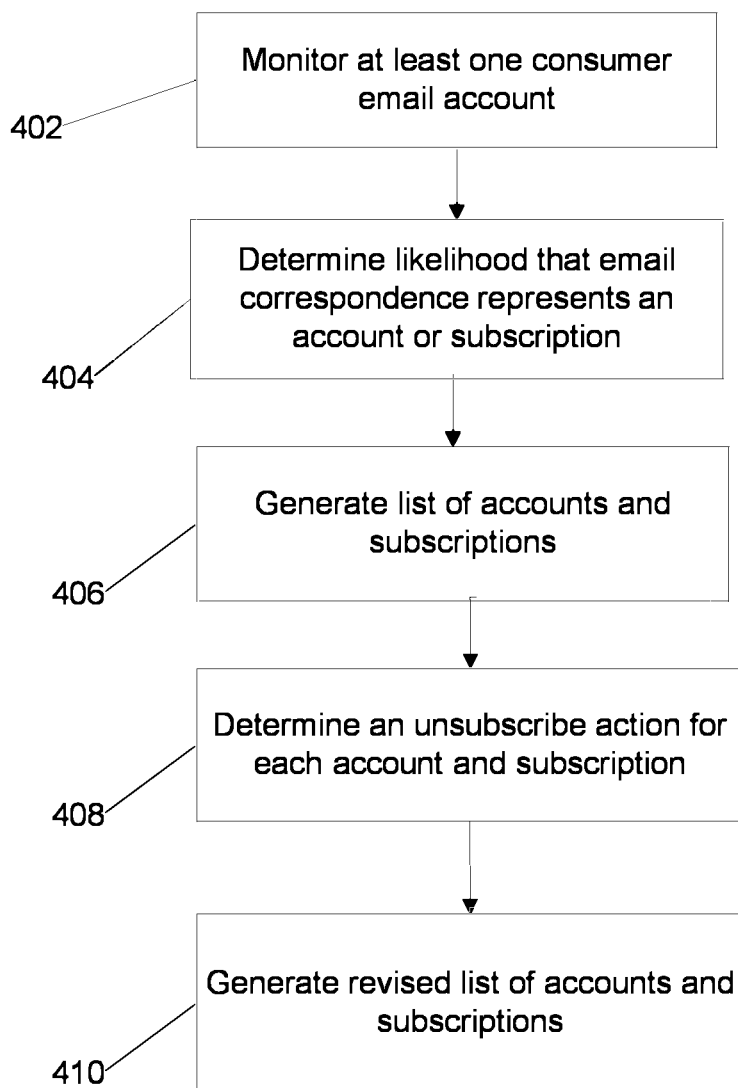 Monitor at least one consumer
email account
402
Determine likelihood that email
correspondence represents an
account or subscription
404
Generate list of accounts and
subscriptions
406
Determine an unsubscribe action for
each account and subscription
408
Generate revised list of accounts and
subscriptions
410